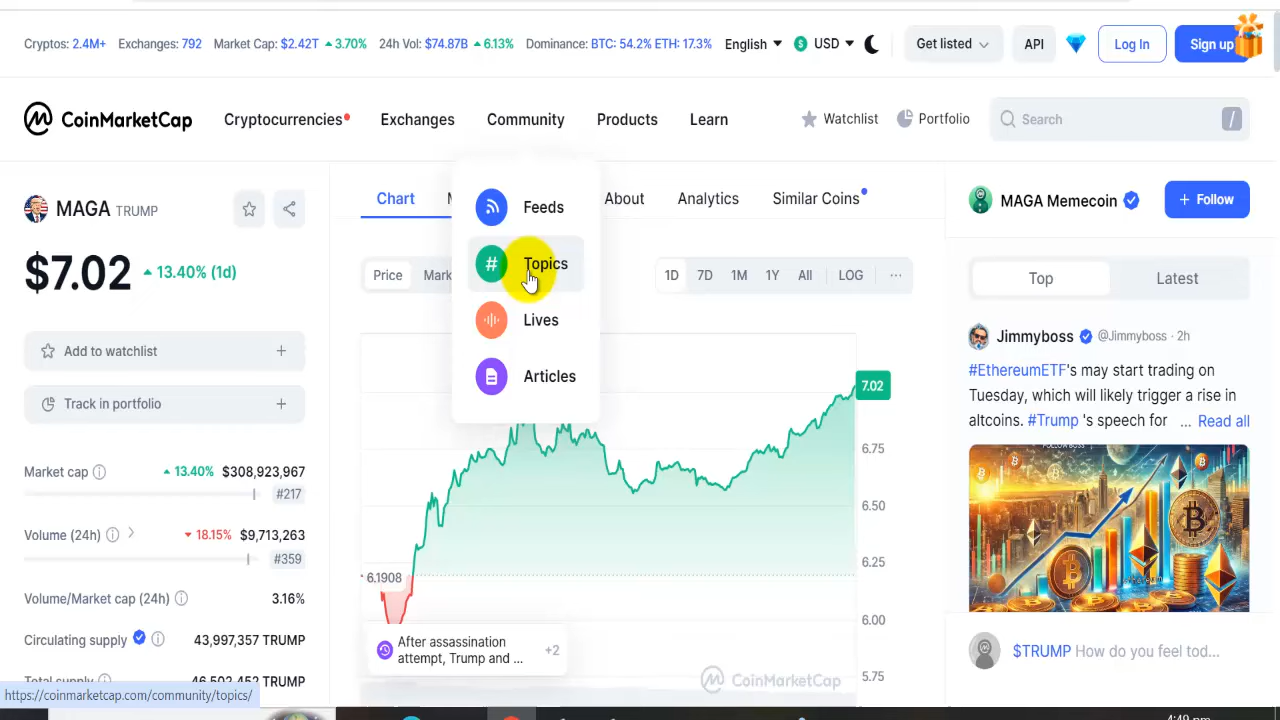 Cryptos: 2.4M+ Exchanges: 792 Market Cap: $2.42T 3.70% 24h Vol: $74.87B 6.13% Dominance: BTC: 54.2% ETH: 17.3% English USD Get listed API Log In Sign up
CoinMarketCap Cryptocurrencies Exchanges Community Products Learn Watchlist Portfolio Search /
MAGA TRUMP
$7.02 13.40% (1d)
Add to watchlist +
Track in portfolio +
Market cap 13.40% $308,923,967
#217
Volume (24h) 18.15% $9,713,263
#359
Volume/Market cap (24h) 3.16%
Circulating supply 43,997,357 TRUMP
https://coinmarketcap.com/community/topics/
Chart M About Analytics Similar Coins
Feeds
# Topics
Lives
Articles
Price Mark 1D 7D 1M 1Y All LOG ...
7.02
6.75
6.50
6.25
6.00
5.75
6.1908
After assassination
attempt, Trump and ... +2
CoinMarketCap
MAGA Memecoin + Follow
Top Latest
Jimmyboss @Jimmyboss · 2h
#EthereumETF's may start trading on
Tuesday, which will likely trigger a rise in
altcoins. #Trump 's speech for ... Read all
$TRUMP How do you feel tod...